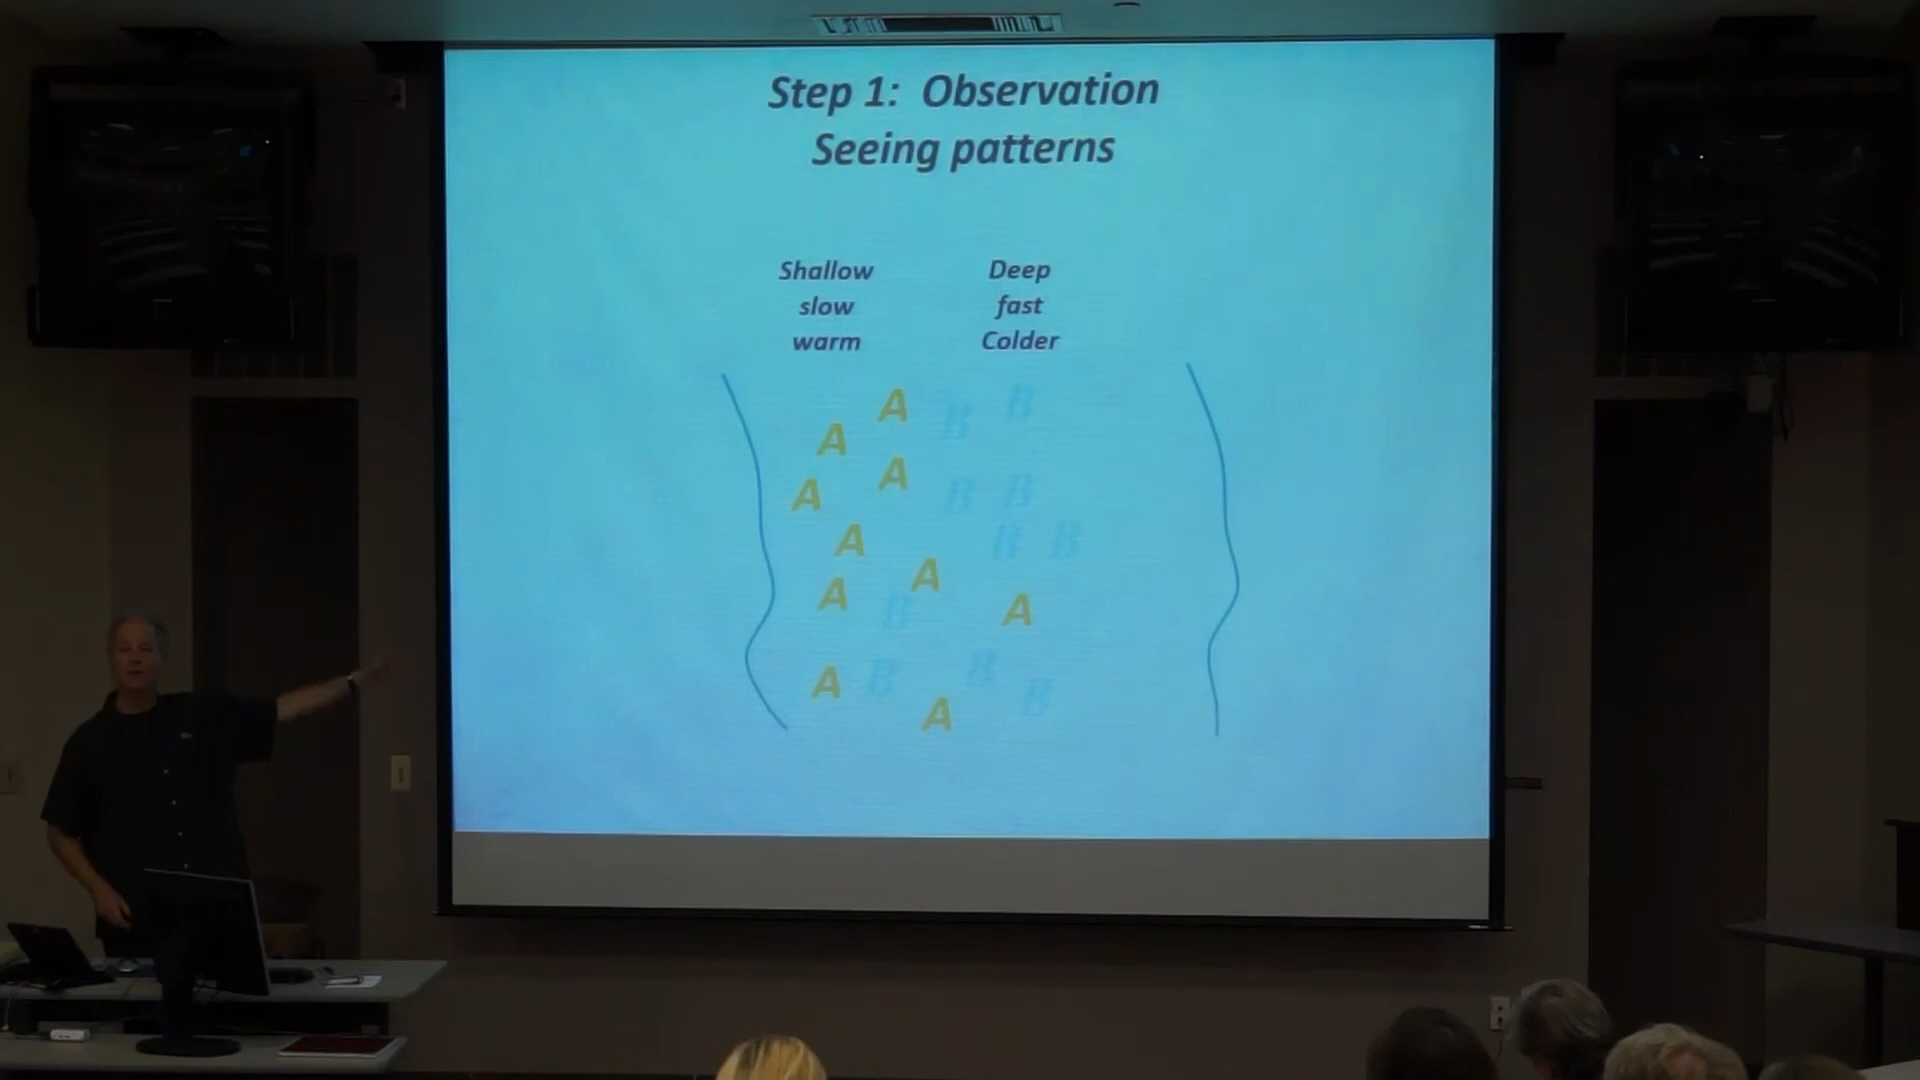 Step 1: Observation
Seeing patterns
Shallow Deep
slow fast
warm Colder
A B B
A
A
A B B
A B B
A
A B A
A B B B
A